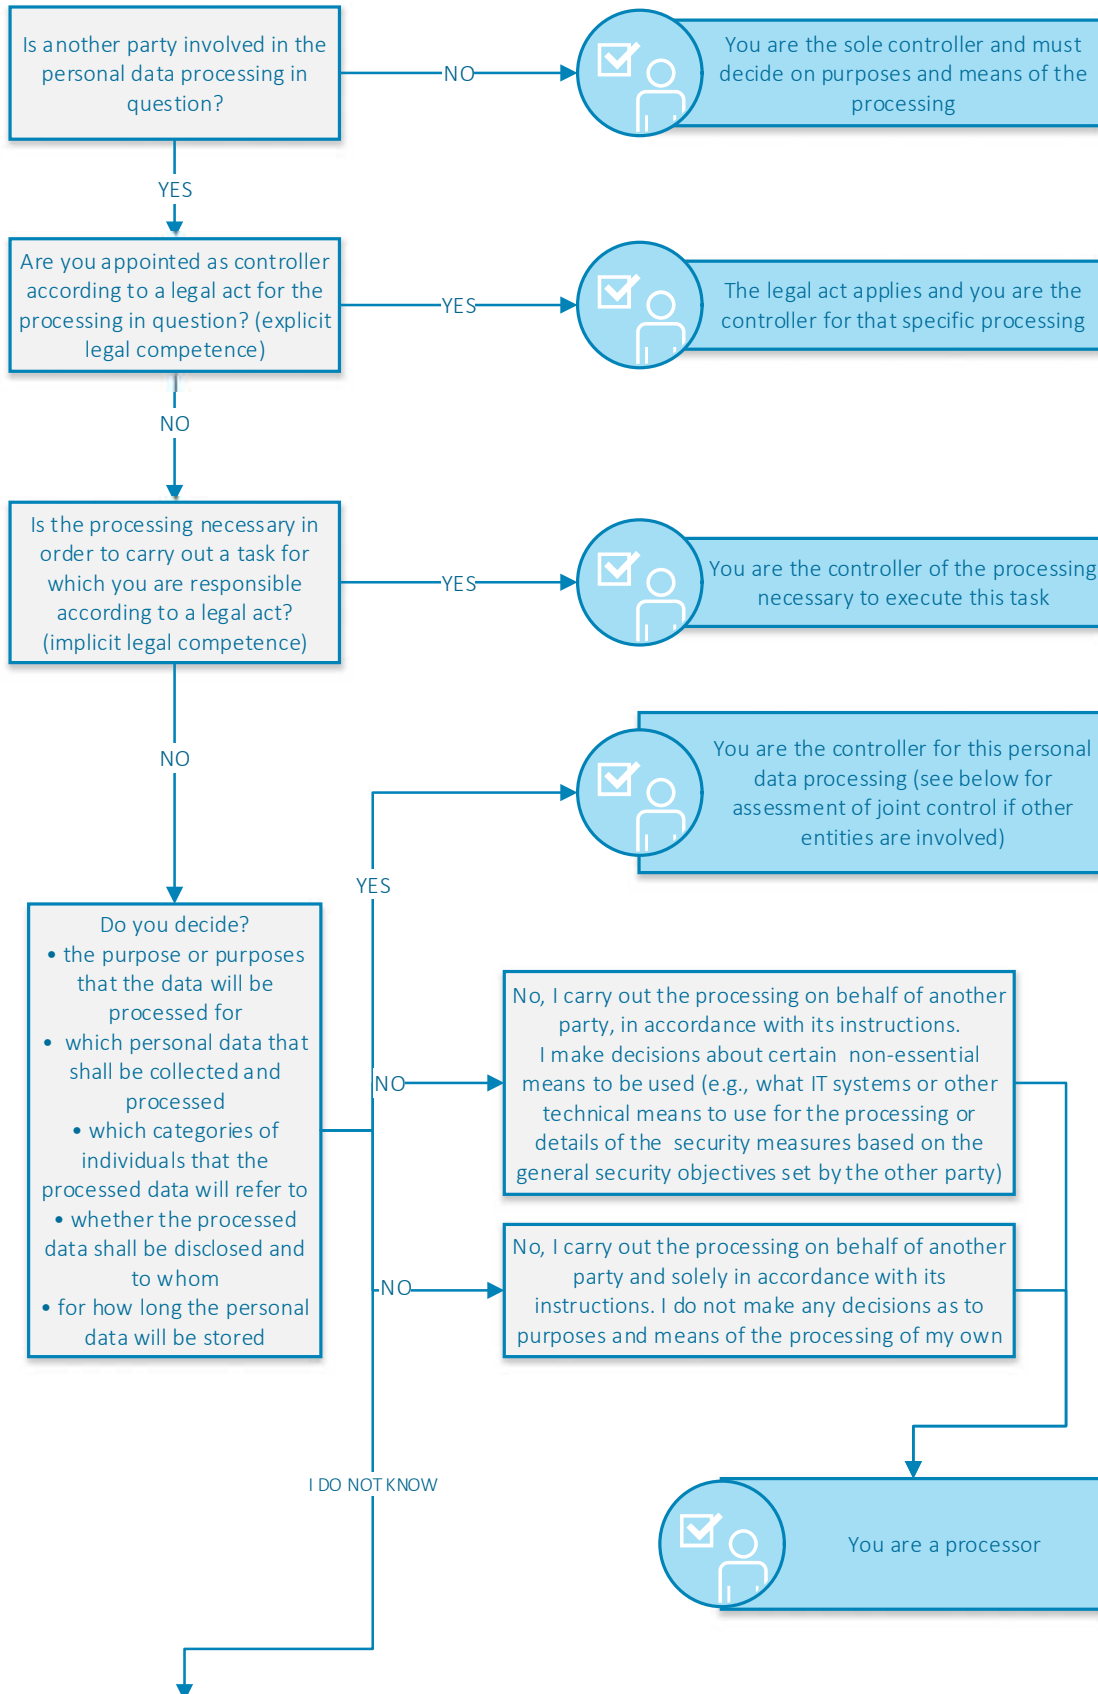 Is another party involved in the
personal data processing in
question?
NO
You are the sole controller and must
decide on purposes and means of the
processing
YES
Are you appointed as controller
according to a legal act for the
processing in question? (explicit
legal competence)
YES
The legal act applies and you are the
controller for that specific processing
NO
Is the processing necessary in
order to carry out a task for
which you are responsible
according to a legal act?
(implicit legal competence)
YES
You are the controller of the processing
necessary to execute this task
NO
You are the controller for this personal
data processing (see below for
assessment of joint control if other
entities are involved)
YES
Do you decide?
• the purpose or purposes
that the data will be
processed for
• which personal data that
shall be collected and
processed
• which categories of
individuals that the
processed data will refer to
• whether the processed
data shall be disclosed and
to whom
• for how long the personal
data will be stored
NO
No, I carry out the processing on behalf of another
party, in accordance with its instructions.
I make decisions about certain non-essential
means to be used (e.g., what IT systems or other
technical means to use for the processing or
details of the security measures based on the
general security objectives set by the other party)
NO
No, I carry out the processing on behalf of another
party and solely in accordance with its
instructions. I do not make any decisions as to
purposes and means of the processing of my own
I DO NOT KNOW
You are a processor